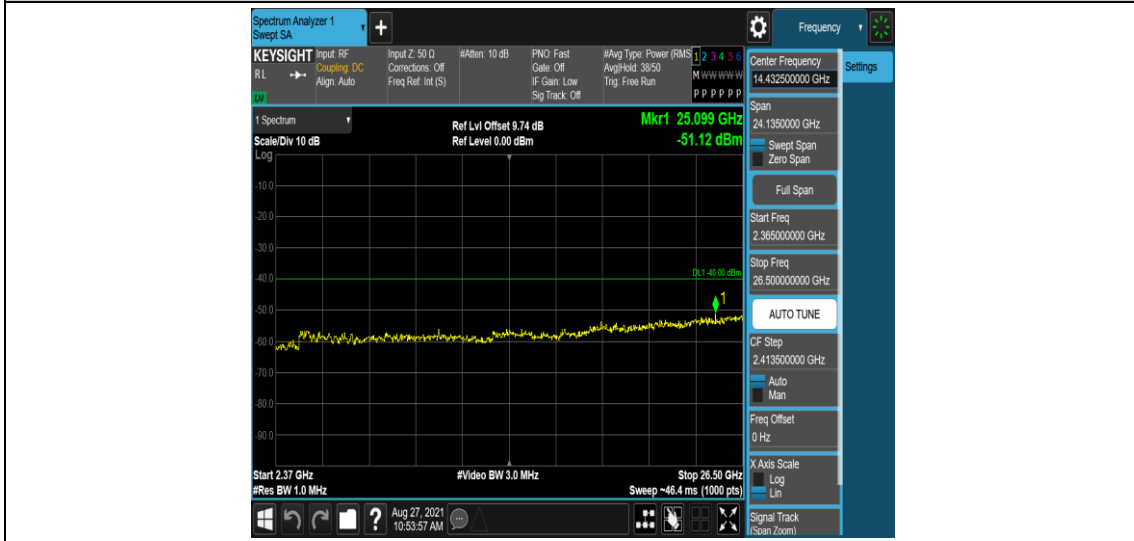 Spectrum Analyzer 1
Swept SA
+
Frequency
KEYSIGHT
RL
Input: RF
Coupling: DC
Align: Auto
Input Z: 50 Ω
Corrections: Off
Freq Ref: Int (S)
#Atten: 10 dB
PNO: Fast
Gate: Off
IF Gain: Low
Sig Track: Off
#Avg Type: Power (RMS
Avg|Hold: 38/50
Trig: Free Run
1 2 3 4 5 6
M W W W W W
P P P P P P
1 Spectrum
Scale/Div 10 dB
Log
Ref Lvl Offset 9.74 dB
Ref Level 0.00 dBm
Mkr1 25.099 GHz
-51.12 dBm
-10.0
-20.0
-30.0
-40.0
-50.0
-60.0
-70.0
-80.0
-90.0
DL1 -40.00 dBm
1
Start 2.37 GHz
#Res BW 1.0 MHz
#Video BW 3.0 MHz
Stop 26.50 GHz
Sweep ~46.4 ms (1000 pts)
?
Aug 27, 2021
10:53:57 AM
Center Frequency
14.432500000 GHz
Settings
Span
24.1350000 GHz
Swept Span
Zero Span
Full Span
Start Freq
2.365000000 GHz
Stop Freq
26.500000000 GHz
AUTO TUNE
CF Step
2.413500000 GHz
Auto
Man
Freq Offset
0 Hz
X Axis Scale
Log
Lin
Signal Track
(Span Zoom)